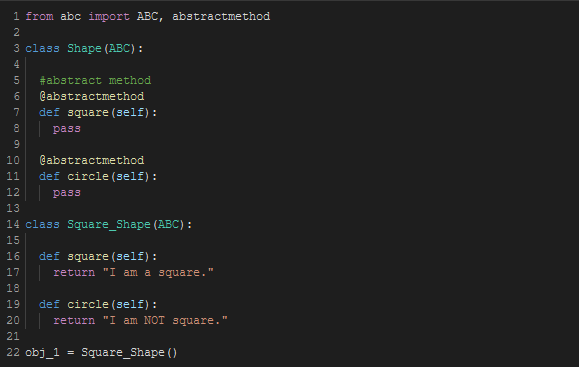 1 from abc import ABC, abstractmethod
2
3 class Shape(ABC):
4
5   #abstract method
6   @abstractmethod
7   def square(self):
8     pass
9
10   @abstractmethod
11   def circle(self):
12     pass
13
14 class Square_Shape(ABC):
15
16   def square(self):
17     return "I am a square."
18
19   def circle(self):
20     return "I am NOT square."
21
22 obj_1 = Square_Shape()